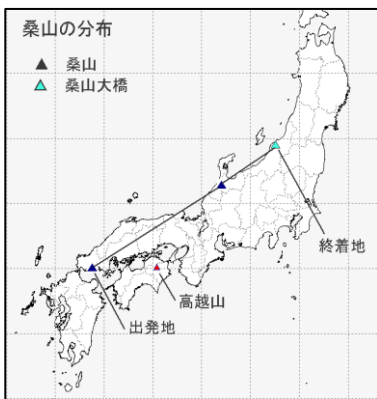 桑山の分布
桑山
桑山大橋
終着地
高越山
出発地